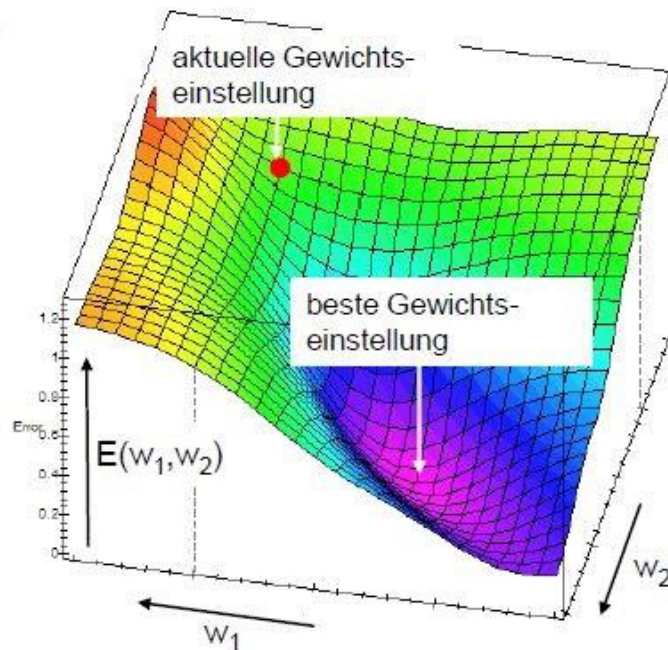 aktuelle Gewichts-
einstellung
beste Gewichts-
einstellung
1.2
1
0.8
Error
0.6
E(w₁,w₂)
0.4
0.2
0
w₁
w₂